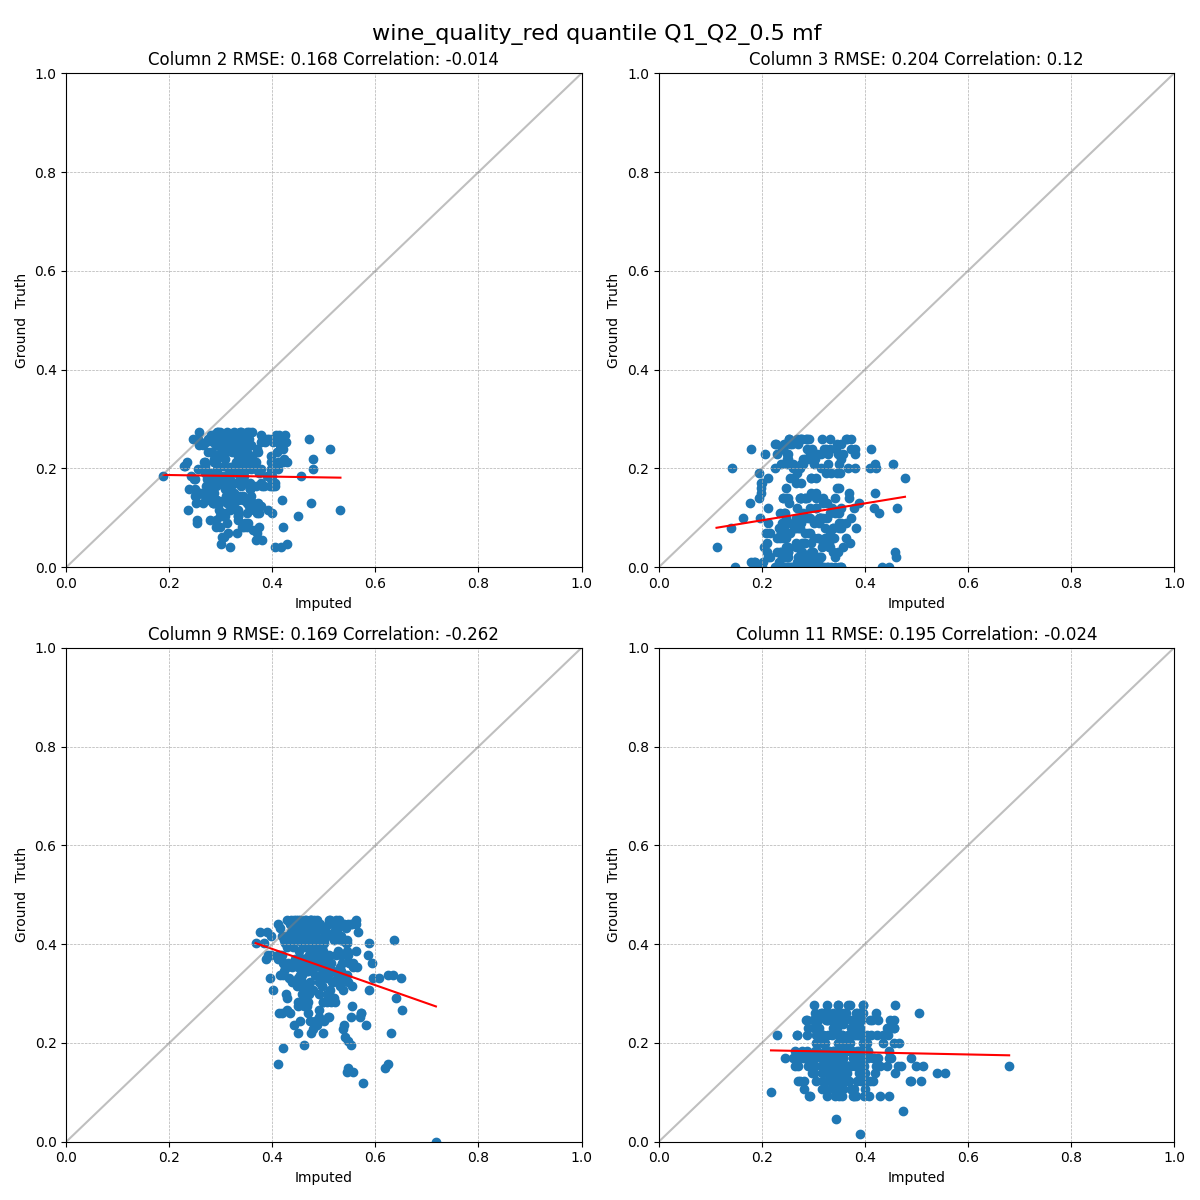 wine_quality_red quantile Q1_Q2_0.5 mf
Column 2 RMSE: 0.168 Correlation: -0.014
1.0
0.8
0.6
0.4
0.2
0.0
Ground Truth
0.0 0.2 0.4 0.6 0.8 1.0
Imputed
Column 3 RMSE: 0.204 Correlation: 0.12
1.0
0.8
0.6
0.4
0.2
0.0
Ground Truth
0.0 0.2 0.4 0.6 0.8 1.0
Imputed
Column 9 RMSE: 0.169 Correlation: -0.262
1.0
0.8
0.6
0.4
0.2
0.0
Ground Truth
0.0 0.2 0.4 0.6 0.8 1.0
Imputed
Column 11 RMSE: 0.195 Correlation: -0.024
1.0
0.8
0.6
0.4
0.2
0.0
Ground Truth
0.0 0.2 0.4 0.6 0.8 1.0
Imputed